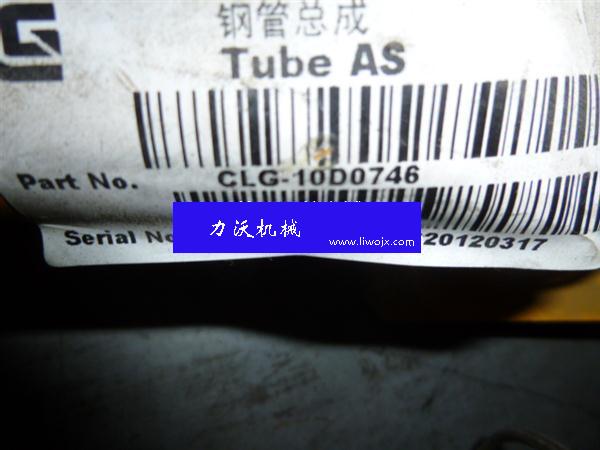 钢管总成
Tube AS
Part No. CLG-10D0746
Serial No 20120317
力沃机械
www.liwojx.com